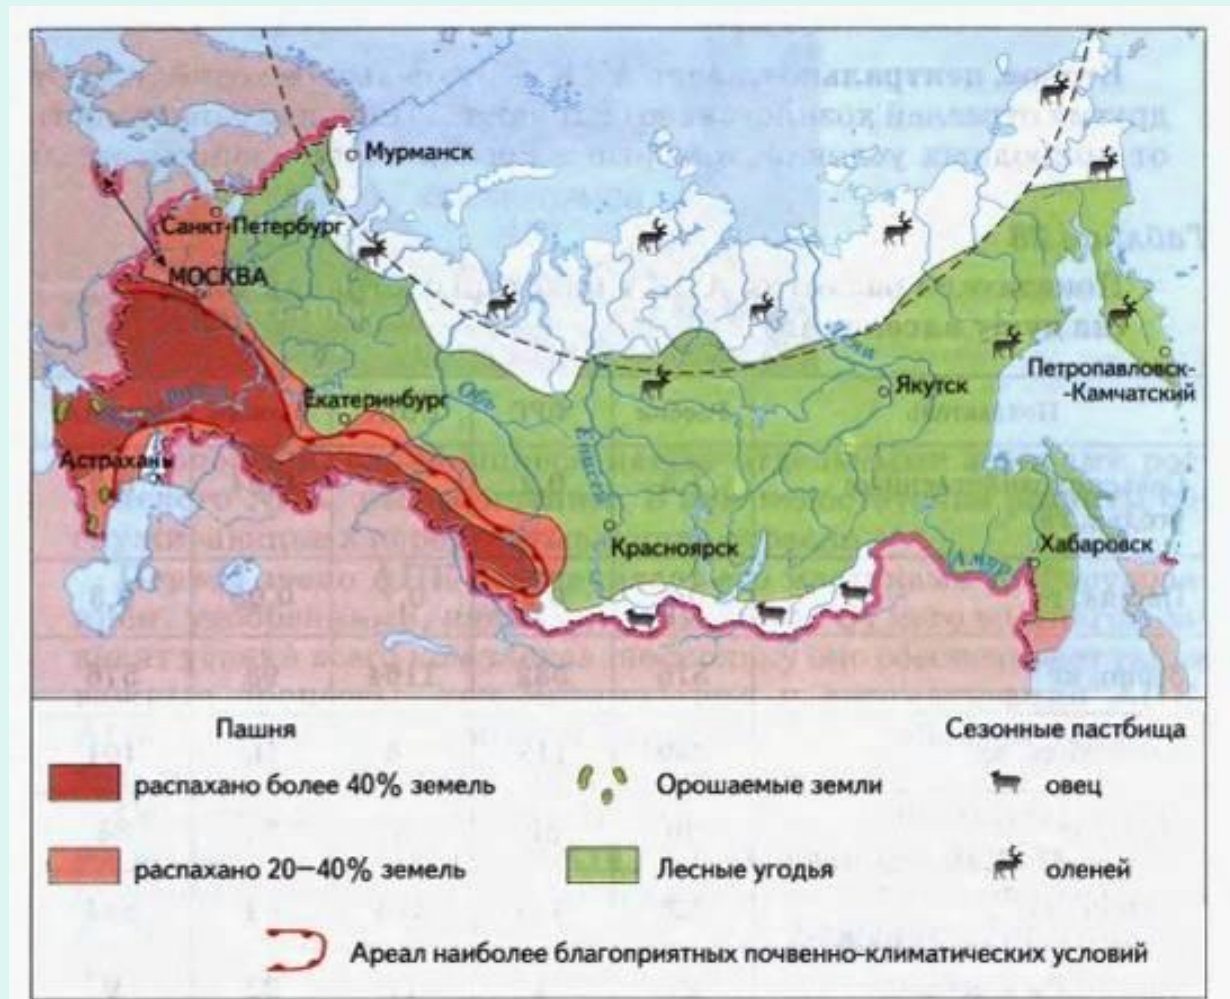 Мурманск
Санкт-Петербург
МОСКВА
Лена
Петропавловск-
-Камчатский
Якутск
Обь
Екатеринбург
Волга
Енисей
Астрахань
Красноярск
Амур
Хабаровск
Пашня
Сезонные пастбища
распахано более 40% земель
Орошаемые земли
овец
распахано 20–40% земель
Лесные угодья
оленей
Ареал наиболее благоприятных почвенно-климатических условий